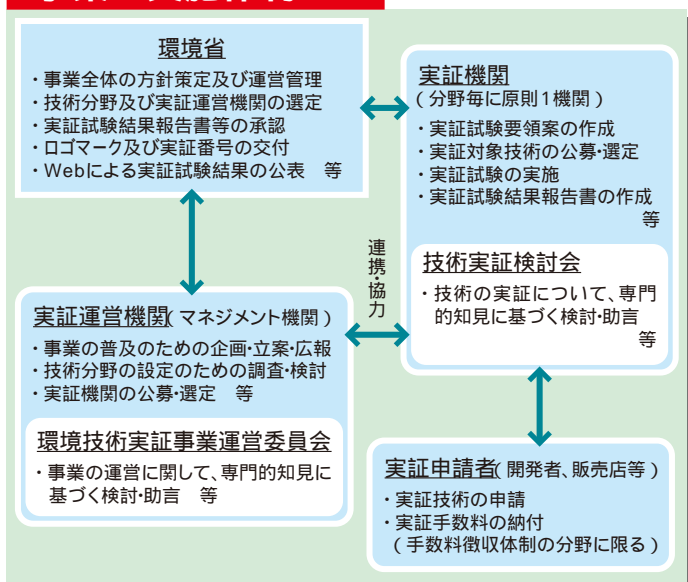 環境省
・事業全体の方針策定及び運営管理
・技術分野及び実証運営機関の選定
・実証試験結果報告書等の承認
・ロゴマーク及び実証番号の交付
・Webによる実証試験結果の公表　等
実証機関
(分野毎に原則1機関)
・実証試験要領案の作成
・実証対象技術の公募・選定
・実証試験の実施
・実証試験結果報告書の作成
等
技術実証検討会
・技術の実証について、専門
的知見に基づく検討・助言
等
連携・協力
実証運営機関(マネジメント機関)
・事業の普及のための企画・立案・広報
・技術分野の設定のための調査・検討
・実証機関の公募・選定　等
環境技術実証事業運営委員会
・事業の運営に関して、専門的知見に
基づく検討・助言　等
実証申請者(開発者、販売店等)
・実証技術の申請
・実証手数料の納付
(手数料徴収体制の分野に限る)